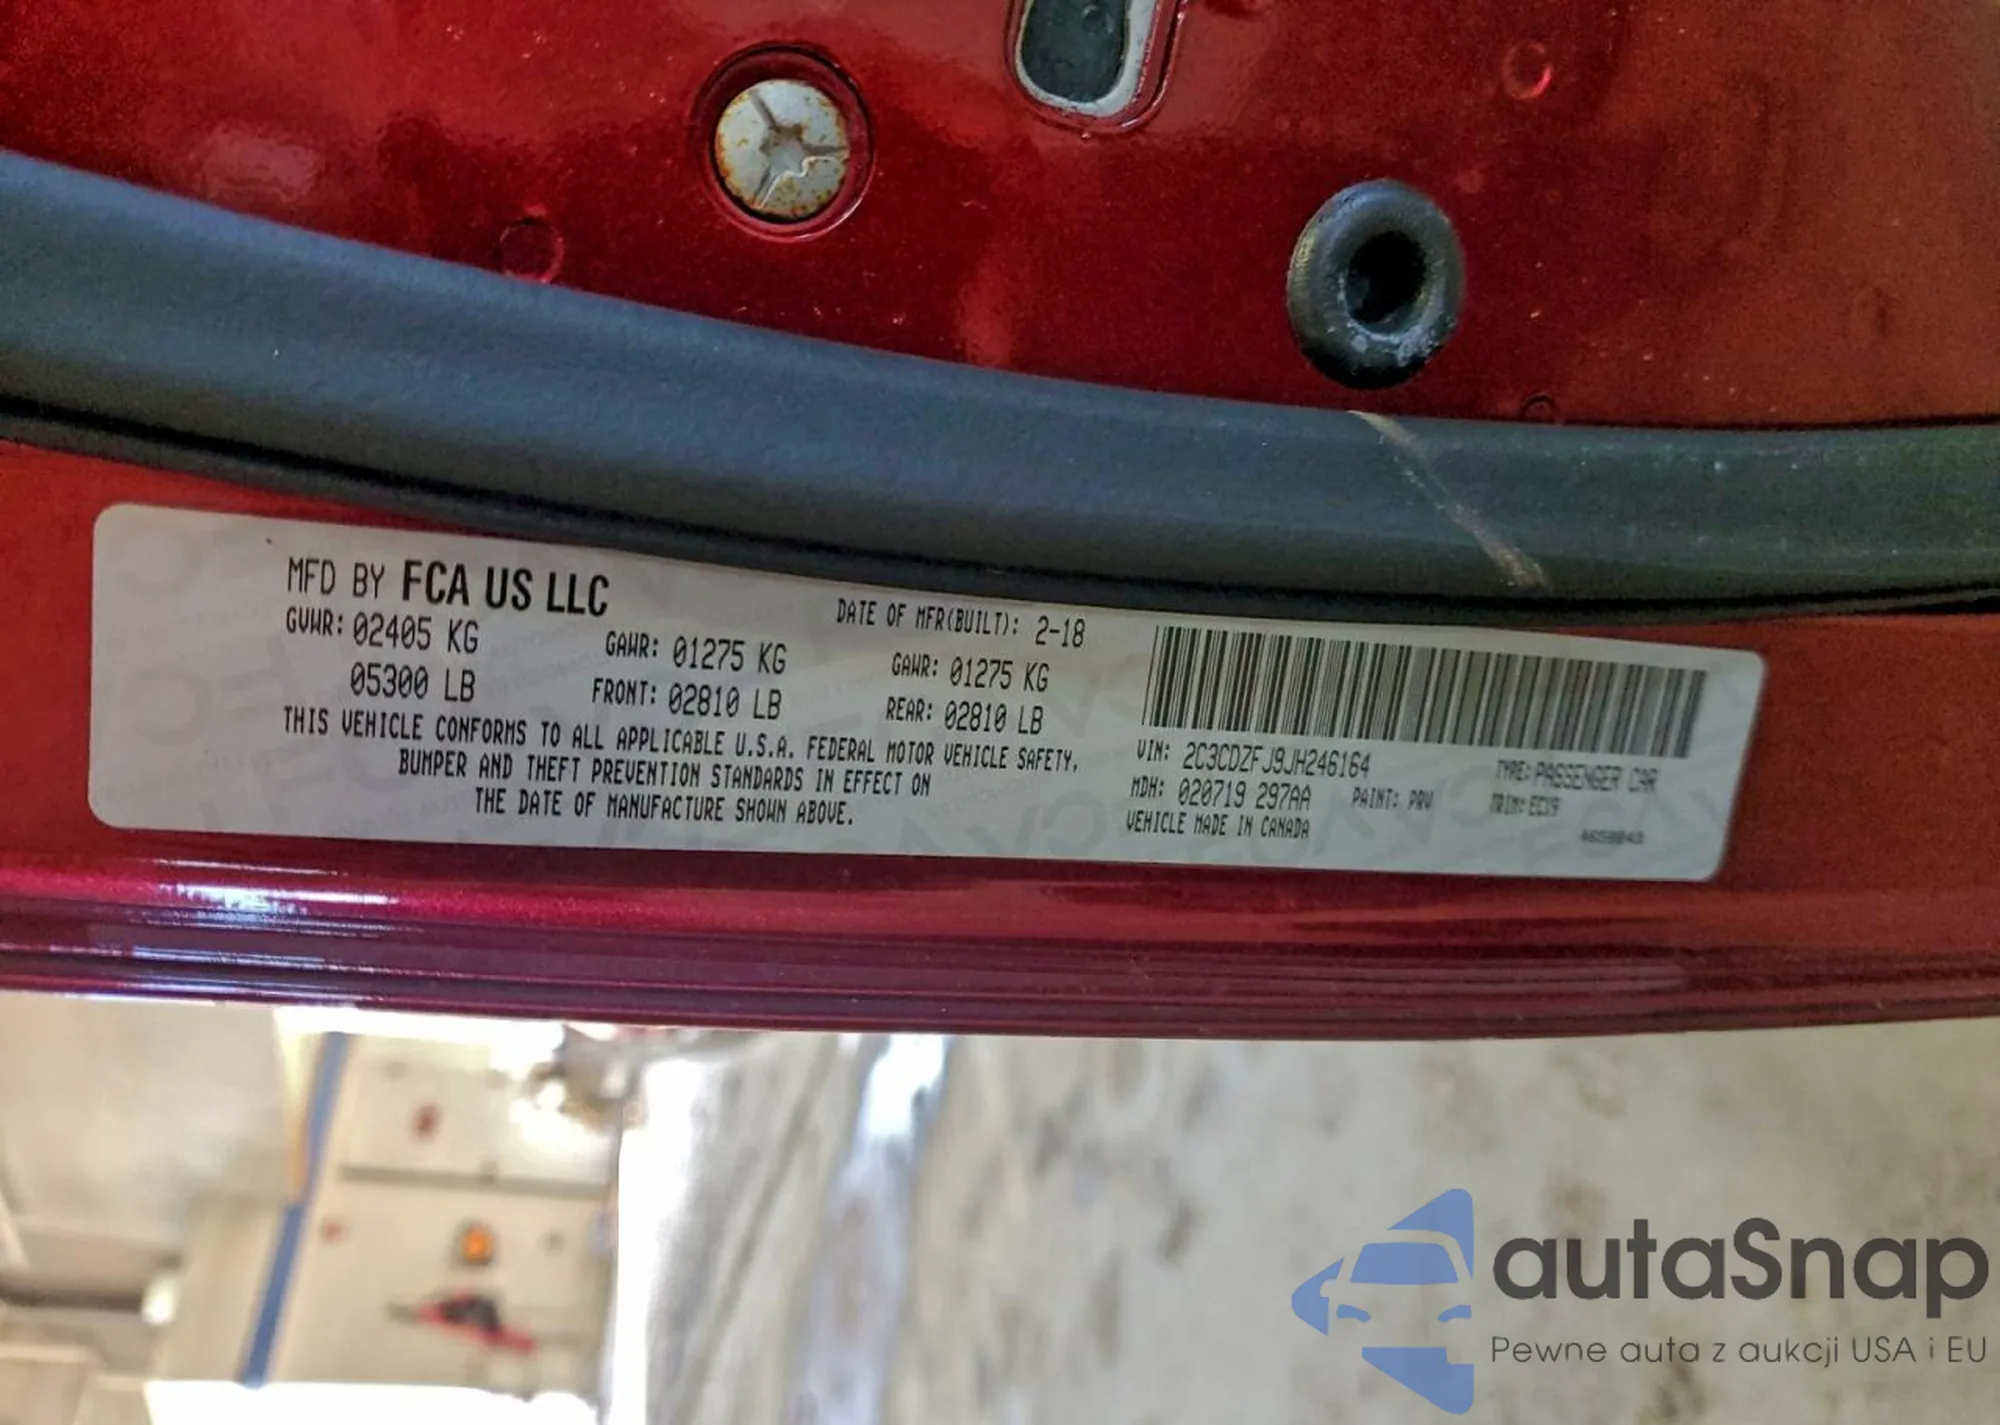 MFD BY FCA US LLC
DATE OF MFR(BUILT): 2-18
GVWR: 02405 KG
05300 LB
GAWR: 01275 KG
FRONT: 02810 LB
GAWR: 01275 KG
REAR: 02810 LB
THIS VEHICLE CONFORMS TO ALL APPLICABLE U.S.A. FEDERAL MOTOR VEHICLE SAFETY,
BUMPER AND THEFT PREVENTION STANDARDS IN EFFECT ON
THE DATE OF MANUFACTURE SHOWN ABOVE.
VIN: 2C3CDZFJ9JH246164
TYPE: PASSENGER CAR
MDH: 020719 297AA
PAINT: PRV
TRIM: ECX9
VEHICLE MADE IN CANADA
autaSnap
Pewne auta z aukcji USA i EU